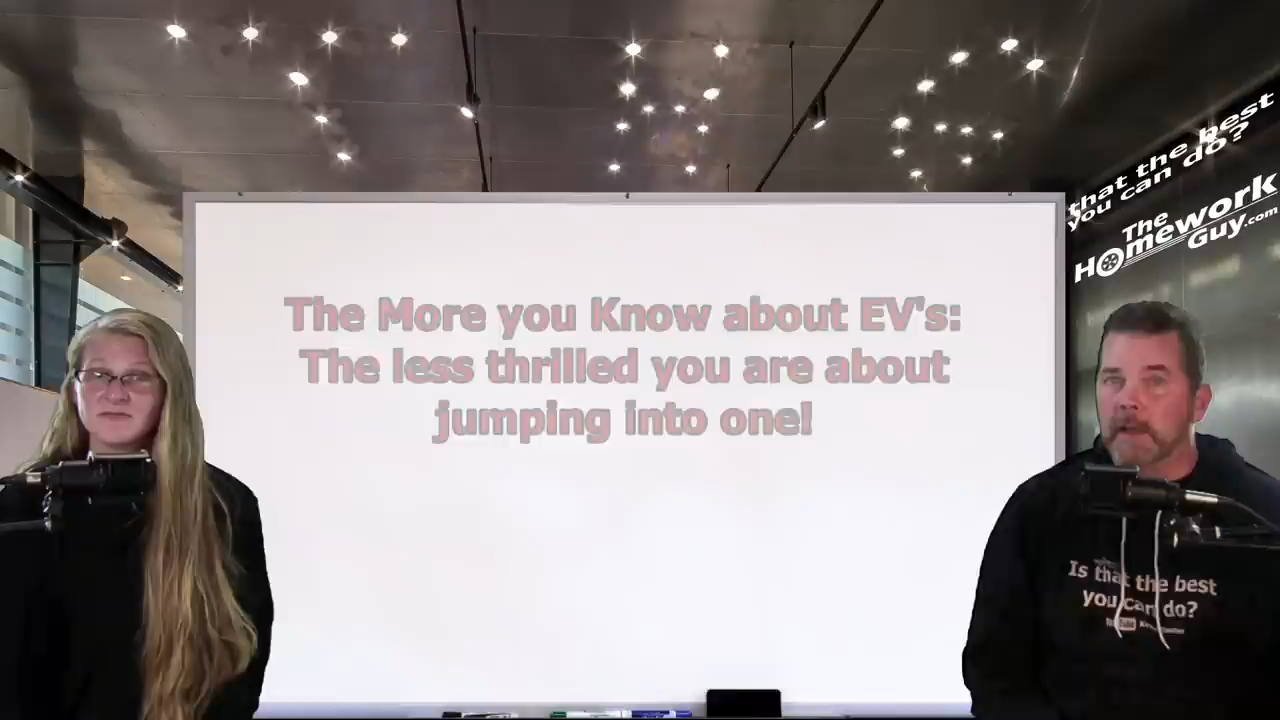 that the best
you can do?
The
Homework
Guy.com
The More you Know about EV's:
The less thrilled you are about
jumping into one!
Is that the best
you can do?